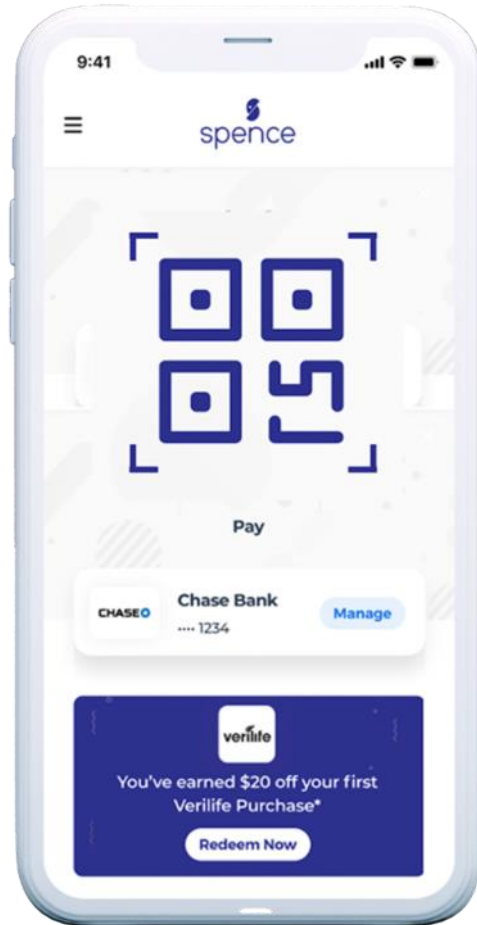 9:41
spence
Pay
CHASE
Chase Bank
•••• 1234
Manage
verilife
You've earned $20 off your first
Verilife Purchase*
Redeem Now